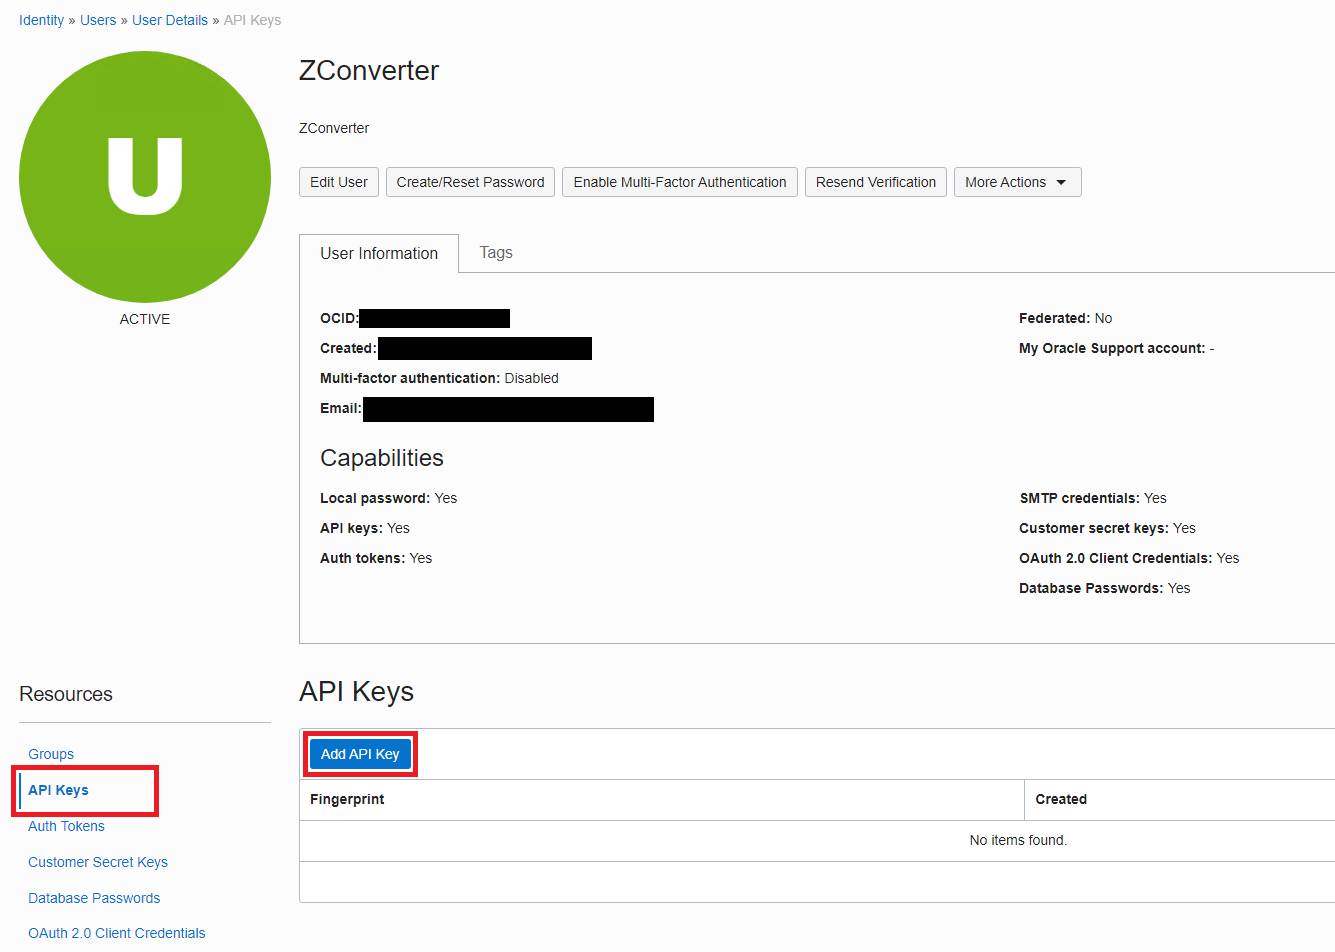 Identity » Users » User Details » API Keys
U
ACTIVE
ZConverter
ZConverter
Edit User Create/Reset Password Enable Multi-Factor Authentication Resend Verification More Actions
User Information Tags
OCID: Federated: No
Created: My Oracle Support account: -
Multi-factor authentication: Disabled
Email:
Capabilities
Local password: Yes SMTP credentials: Yes
API keys: Yes Customer secret keys: Yes
Auth tokens: Yes OAuth 2.0 Client Credentials: Yes
Database Passwords: Yes
Resources
Groups
API Keys
Auth Tokens
Customer Secret Keys
Database Passwords
OAuth 2.0 Client Credentials
API Keys
Add API Key
Fingerprint Created
No items found.